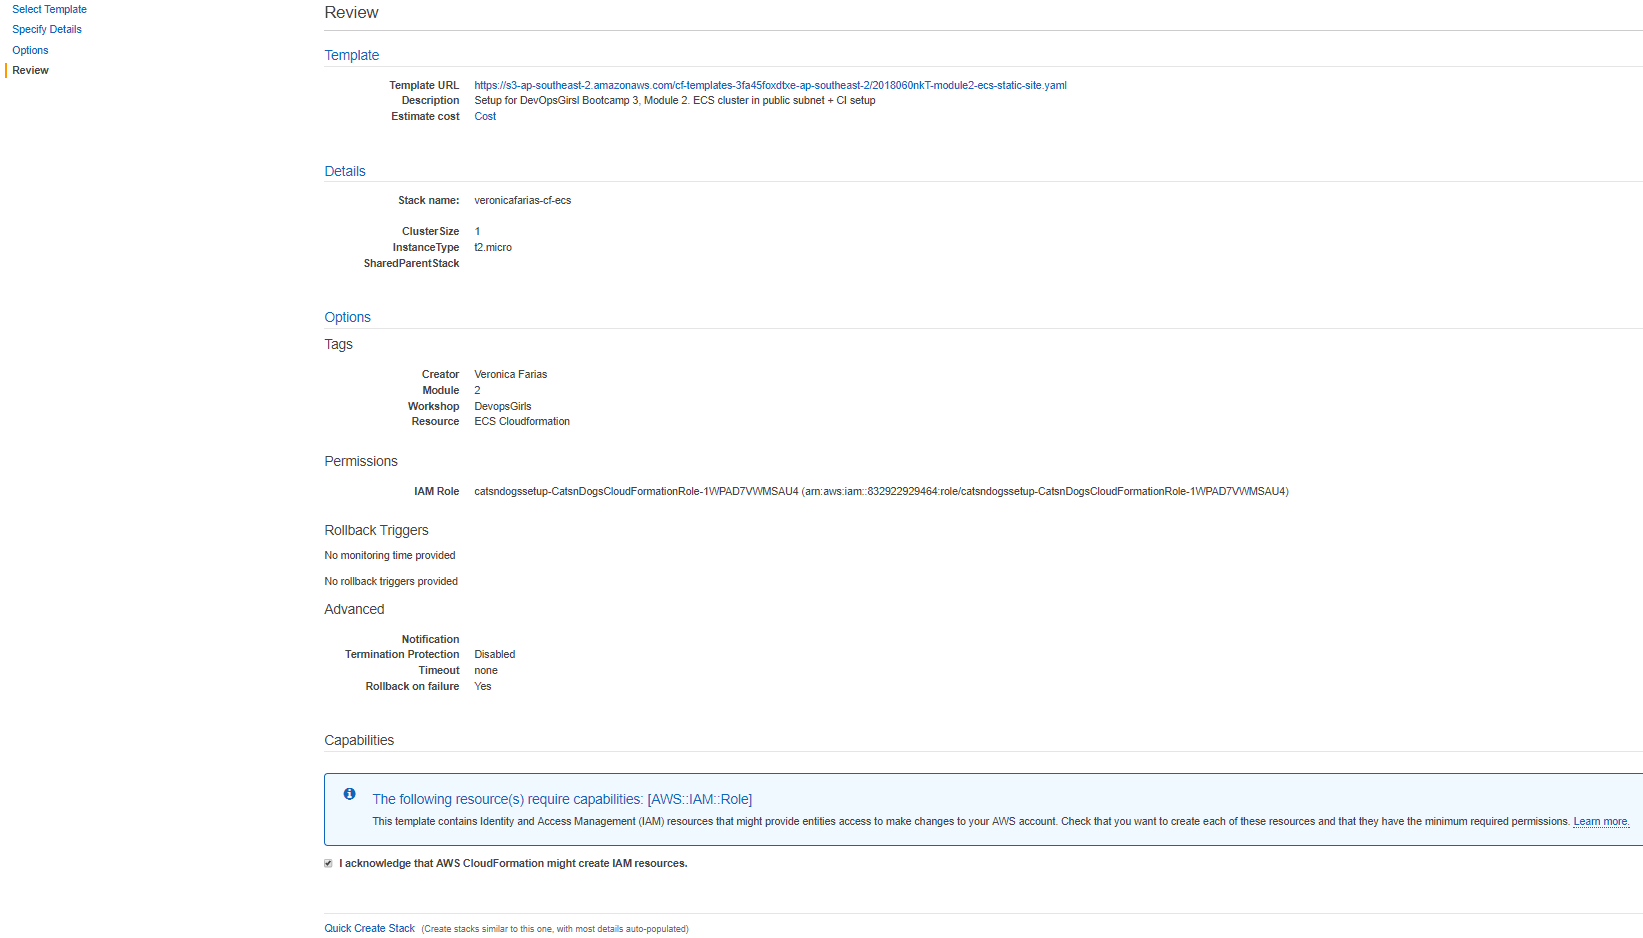 Select Template
Specify Details
Options
Review
Review
Template
Template URL https://s3-ap-southeast-2.amazonaws.com/cf-templates-3fa45foxdtxe-ap-southeast-2/2018060nkT-module2-ecs-static-site.yaml
Description Setup for DevOpsGirsl Bootcamp 3, Module 2. ECS cluster in public subnet + CI setup
Estimate cost Cost
Details
Stack name: veronicafarias-cf-ecs
ClusterSize 1
InstanceType t2.micro
SharedParentStack
Options
Tags
Creator Veronica Farias
Module 2
Workshop DevopsGirls
Resource ECS Cloudformation
Permissions
IAM Role catsndogssetup-CatsnDogsCloudFormationRole-1WPAD7VWMSAU4 (arn:aws:iam::832922929464:role/catsndogssetup-CatsnDogsCloudFormationRole-1WPAD7VWMSAU4)
Rollback Triggers
No monitoring time provided
No rollback triggers provided
Advanced
Notification
Termination Protection Disabled
Timeout none
Rollback on failure Yes
Capabilities
The following resource(s) require capabilities: [AWS::IAM::Role]
This template contains Identity and Access Management (IAM) resources that might provide entities access to make changes to your AWS account. Check that you want to create each of these resources and that they have the minimum required permissions. Learn more.
I acknowledge that AWS CloudFormation might create IAM resources.
Quick Create Stack (Create stacks similar to this one, with most details auto-populated)